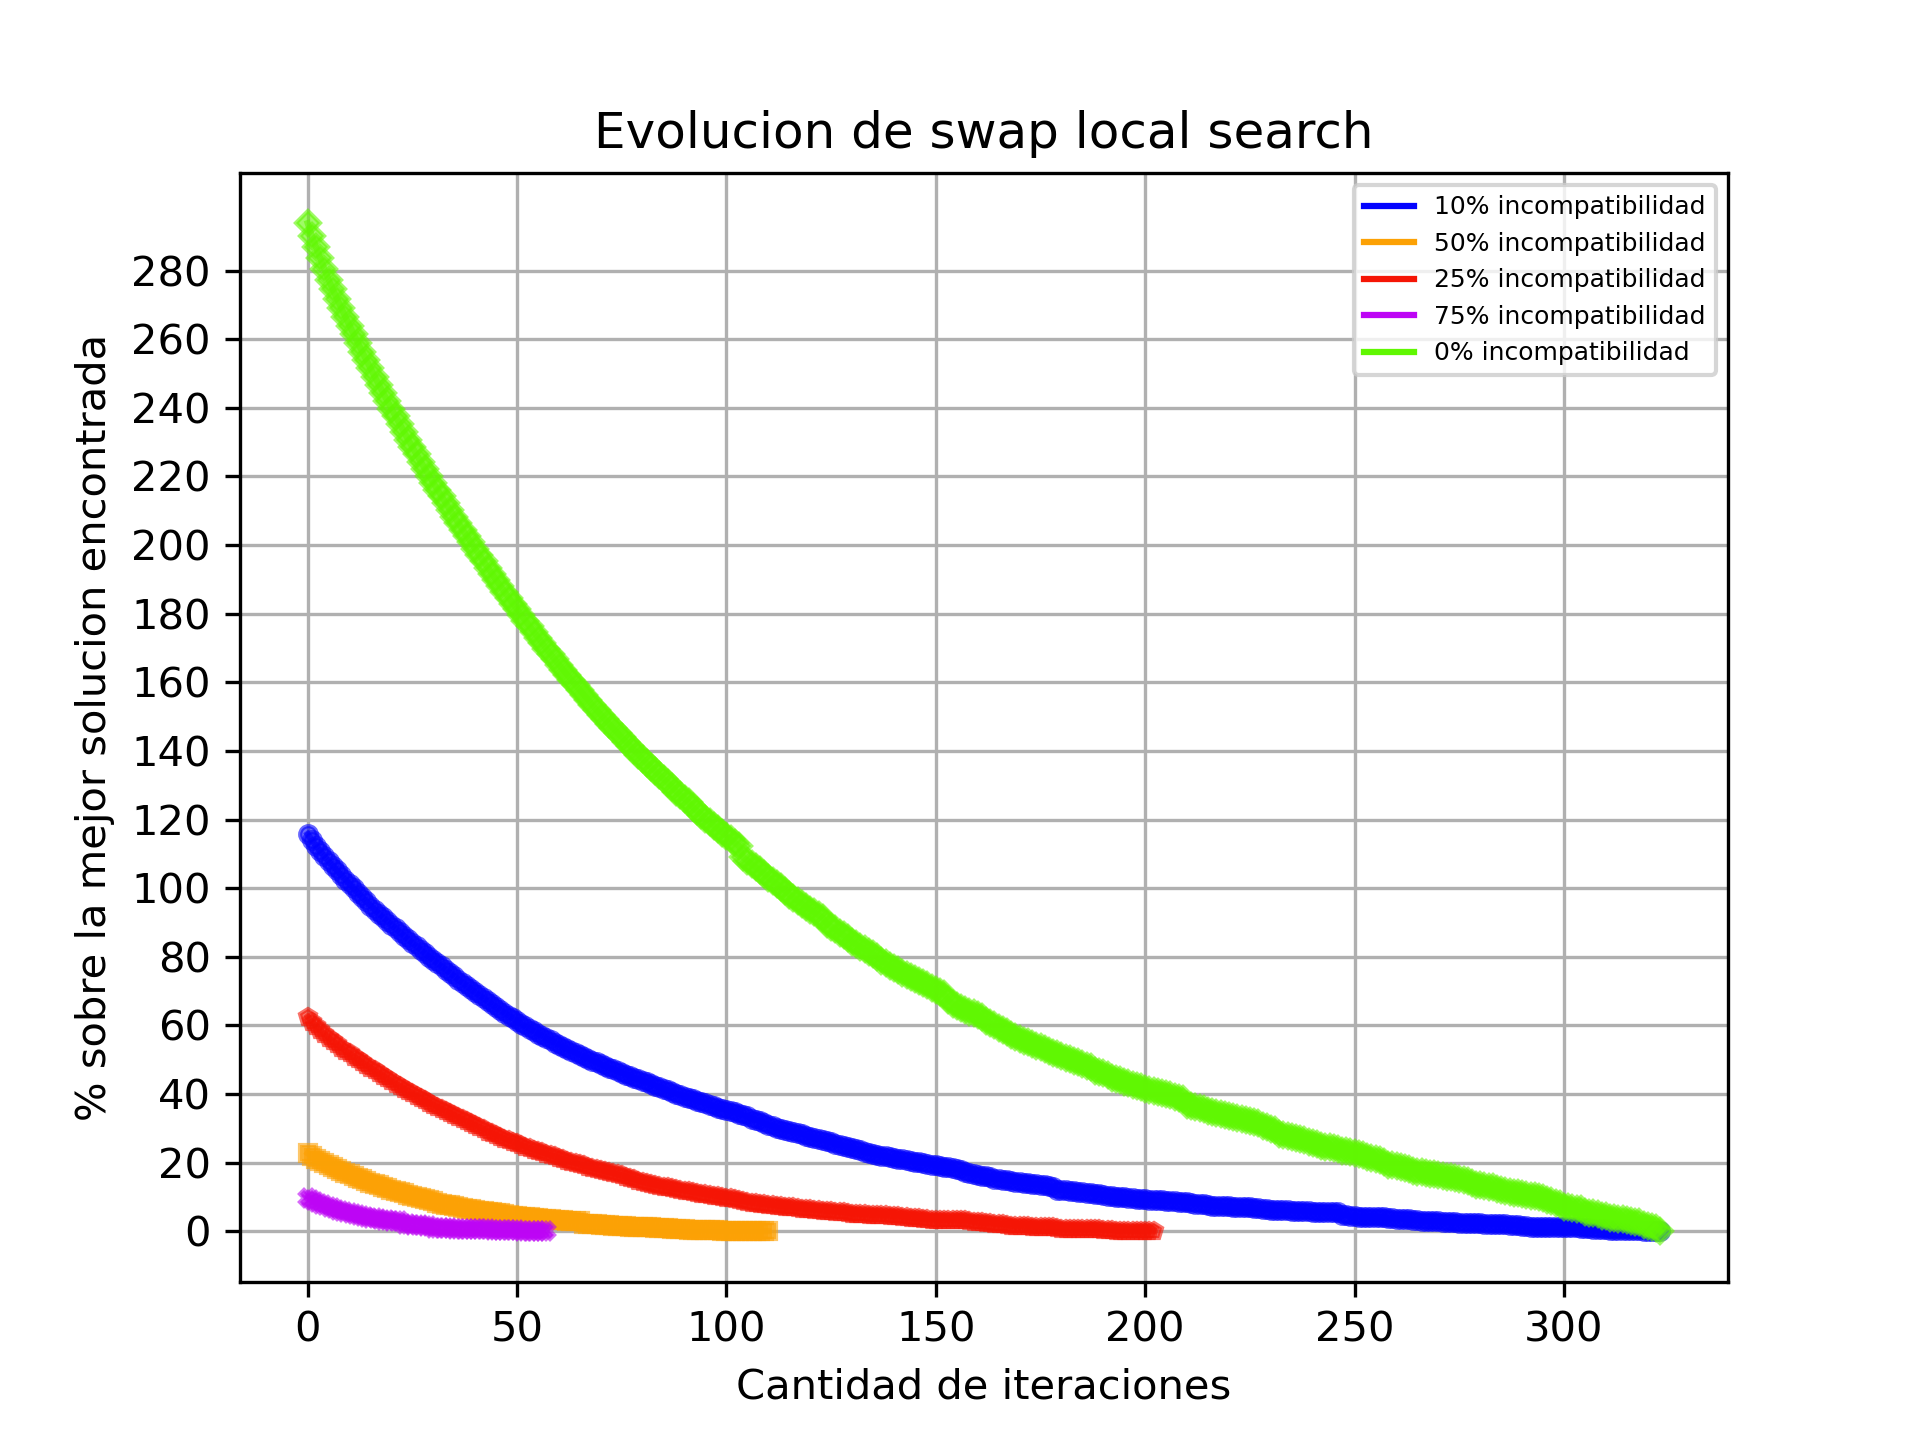 Evolucion de swap local search
10% incompatibilidad
50% incompatibilidad
25% incompatibilidad
75% incompatibilidad
0% incompatibilidad
% sobre la mejor solucion encontrada
280
260
240
220
200
180
160
140
120
100
80
60
40
20
0
0 50 100 150 200 250 300
Cantidad de iteraciones